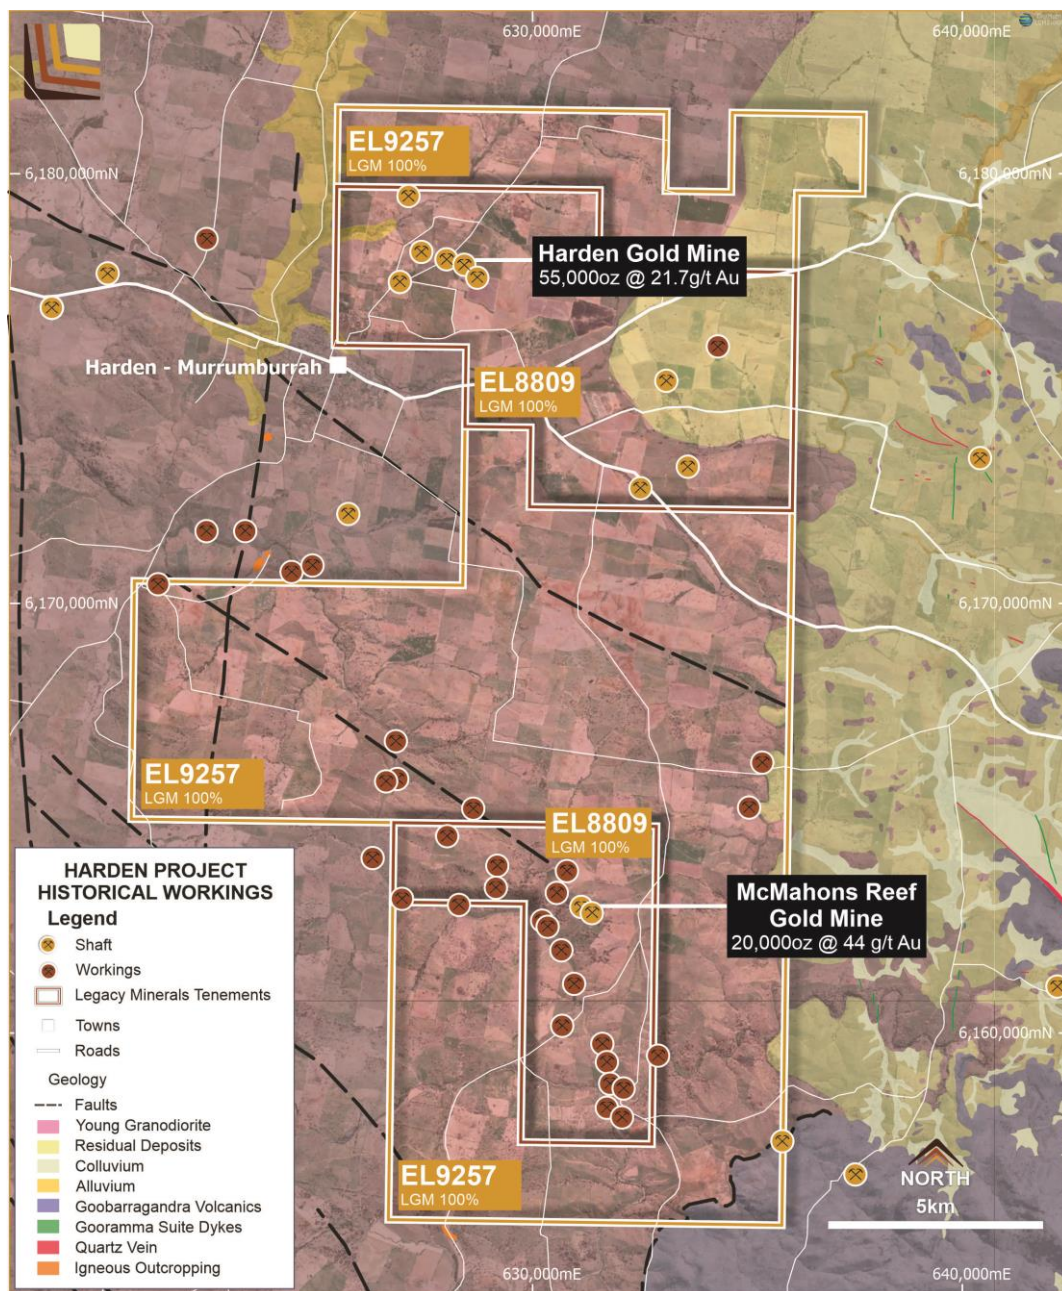 630,000mE
640,000mE
EL9257
LGM 100%
6,180,000mN
6,180,000mN
Harden Gold Mine
55,000oz @ 21.7g/t Au
Harden - Murrumburrah
EL8809
LGM 100%
6,170,000mN
6,170,000mN
EL9257
LGM 100%
EL8809
LGM 100%
McMahons Reef
Gold Mine
20,000oz @ 44 g/t Au
HARDEN PROJECT
HISTORICAL WORKINGS
Legend
Shaft
Workings
Legacy Minerals Tenements
Towns
Roads
Geology
Faults
Young Granodiorite
Residual Deposits
Colluvium
Alluvium
Goobarragandra Volcanics
Gooramma Suite Dykes
Quartz Vein
Igneous Outcropping
6,160,000mN
EL9257
LGM 100%
NORTH
5km
630,000mE
640,000mE